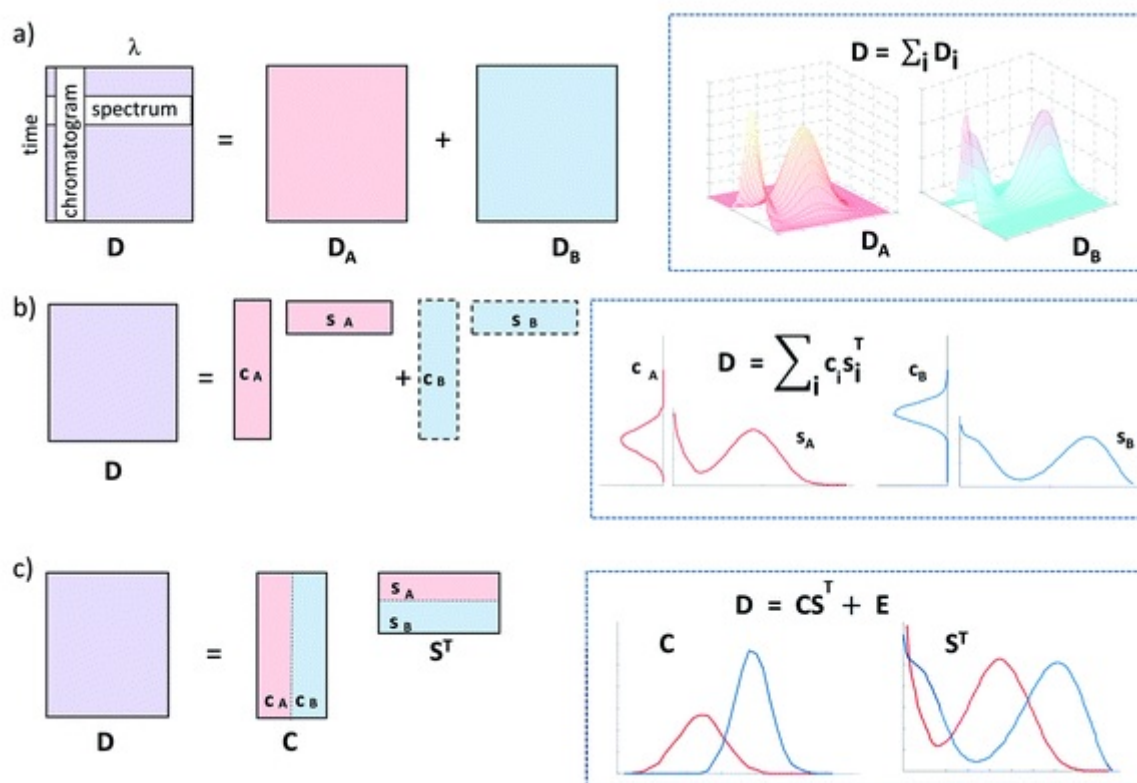 a)
λ
time
chromatogram
spectrum
=
+
D
D_A
D_B
D = ∑_i D_i
D_A
D_B
b)
D
=
c_A
s_A
+
c_B
s_B
D = ∑_i c_i s_i^T
c_A
s_A
c_B
s_B
c)
D
=
c_A
c_B
C
s_A
s_B
S^T
D = CS^T + E
C
S^T